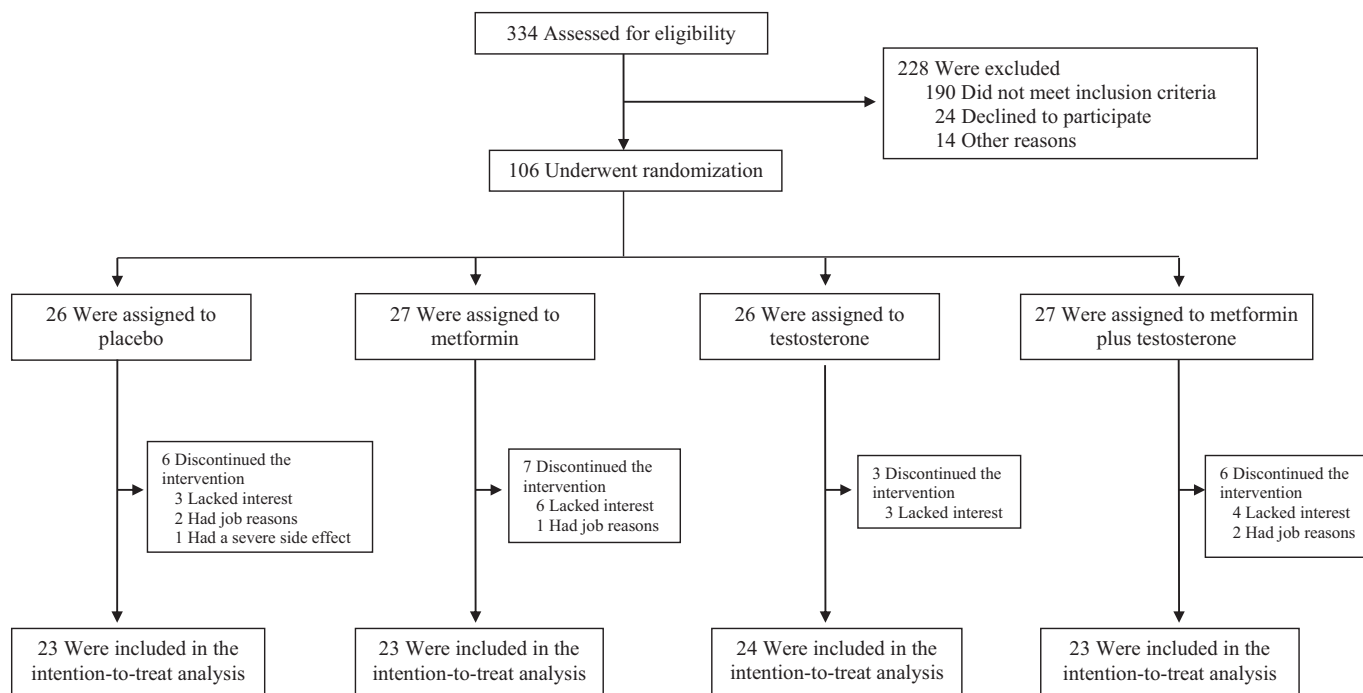 334 Assessed for eligibility
228 Were excluded
190 Did not meet inclusion criteria
24 Declined to participate
14 Other reasons
106 Underwent randomization
26 Were assigned to
placebo
27 Were assigned to
metformin
26 Were assigned to
testosterone
27 Were assigned to metformin
plus testosterone
6 Discontinued the
intervention
3 Lacked interest
2 Had job reasons
1 Had a severe side effect
7 Discontinued the
intervention
6 Lacked interest
1 Had job reasons
3 Discontinued the
intervention
3 Lacked interest
6 Discontinued the
intervention
4 Lacked interest
2 Had job reasons
23 Were included in the
intention-to-treat analysis
23 Were included in the
intention-to-treat analysis
24 Were included in the
intention-to-treat analysis
23 Were included in the
intention-to-treat analysis